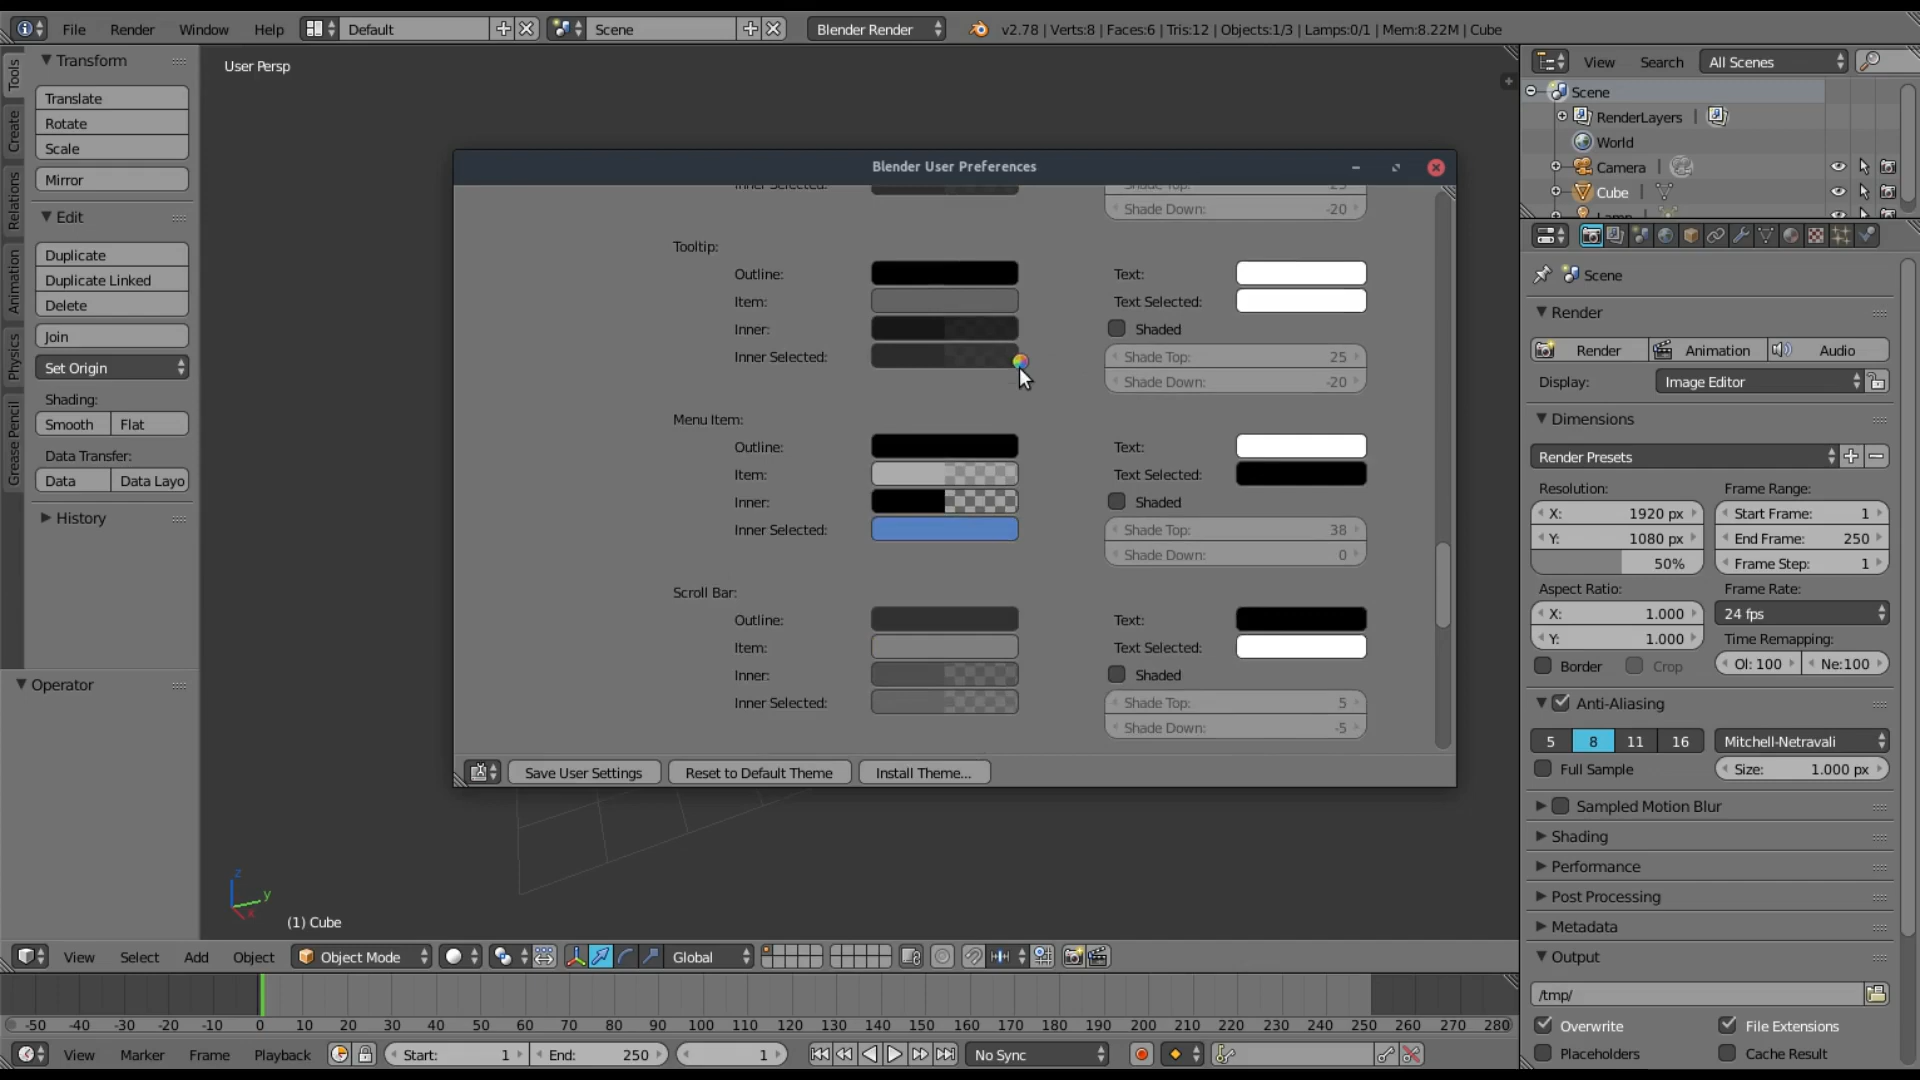 File Render Window Help Default Scene Blender Render v2.78 | Verts:8 | Faces:6 | Tris:12 | Objects:1/3 | Lamps:0/1 | Mem:8.22M | Cube
Tools
Create
Relations
Animation
Physics
Grease Pencil
Transform
Translate
Rotate
Scale
Mirror
Edit
Duplicate
Duplicate Linked
Delete
Join
Set Origin
Shading:
Smooth Flat
Data Transfer:
Data Data Layo
History
Operator
User Persp
Blender User Preferences
Inner Selected: Shade Top: 25
Shade Down: -20
Tooltip:
Outline: Text:
Item: Text Selected:
Inner: Shaded
Inner Selected: Shade Top: 25
Shade Down: -20
Menu Item:
Outline: Text:
Item: Text Selected:
Inner: Shaded
Inner Selected: Shade Top: 38
Shade Down: 0
Scroll Bar:
Outline: Text:
Item: Text Selected:
Inner: Shaded
Inner Selected: Shade Top: 5
Shade Down: -5
Save User Settings Reset to Default Theme Install Theme...
z
y
x
(1) Cube
View Select Add Object Object Mode Global
-50 -40 -30 -20 -10 0 10 20 30 40 50 60 70 80 90 100 110 120 130 140 150 160 170 180 190 200 210 220 230 240 250 260 270 280
View Marker Frame Playback Start: 1 End: 250 1 No Sync
View Search All Scenes
Scene
RenderLayers |
World
Camera |
Cube |
Lamp
Scene
Render
Render Animation Audio
Display: Image Editor
Dimensions
Render Presets
Resolution: Frame Range:
X: 1920 px Start Frame: 1
Y: 1080 px End Frame: 250
50% Frame Step: 1
Aspect Ratio: Frame Rate:
X: 1.000 24 fps
Y: 1.000 Time Remapping:
Border Crop Ol: 100 Ne:100
Anti-Aliasing
5 8 11 16 Mitchell-Netravali
Full Sample Size: 1.000 px
Sampled Motion Blur
Shading
Performance
Post Processing
Metadata
Output
/tmp/
Overwrite File Extensions
Placeholders Cache Result